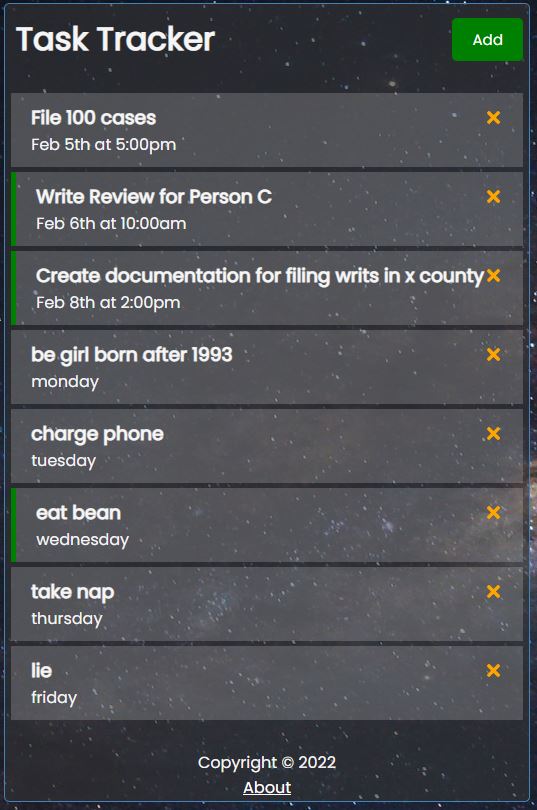 Task Tracker
Add
File 100 cases
Feb 5th at 5:00pm
Write Review for Person C
Feb 6th at 10:00am
Create documentation for filing writs in x county
Feb 8th at 2:00pm
be girl born after 1993
monday
charge phone
tuesday
eat bean
wednesday
take nap
thursday
lie
friday
Copyright © 2022
About